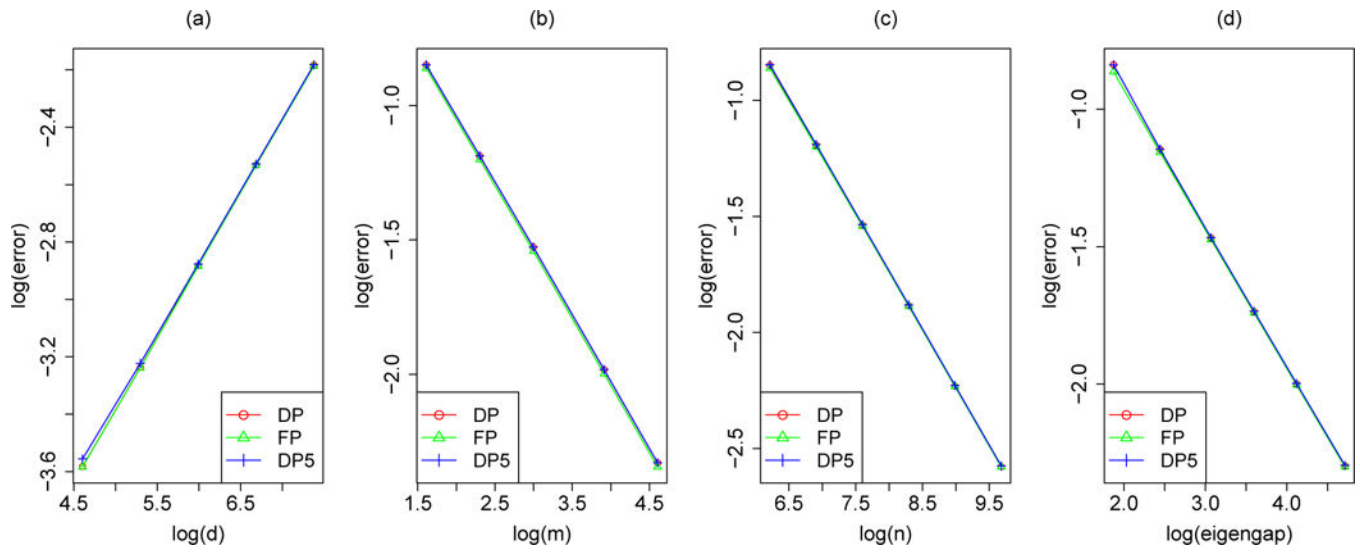 (a)
−2.4
−2.8
−3.2
−3.6
log(error)
4.5 5.5 6.5
log(d)
DP
FP
DP5
(b)
−1.0
−1.5
−2.0
log(error)
1.5 2.5 3.5 4.5
log(m)
DP
FP
DP5
(c)
−1.0
−1.5
−2.0
−2.5
log(error)
6.5 7.5 8.5 9.5
log(n)
DP
FP
DP5
(d)
−1.0
−1.5
−2.0
log(error)
2.0 3.0 4.0
log(eigengap)
DP
FP
DP5